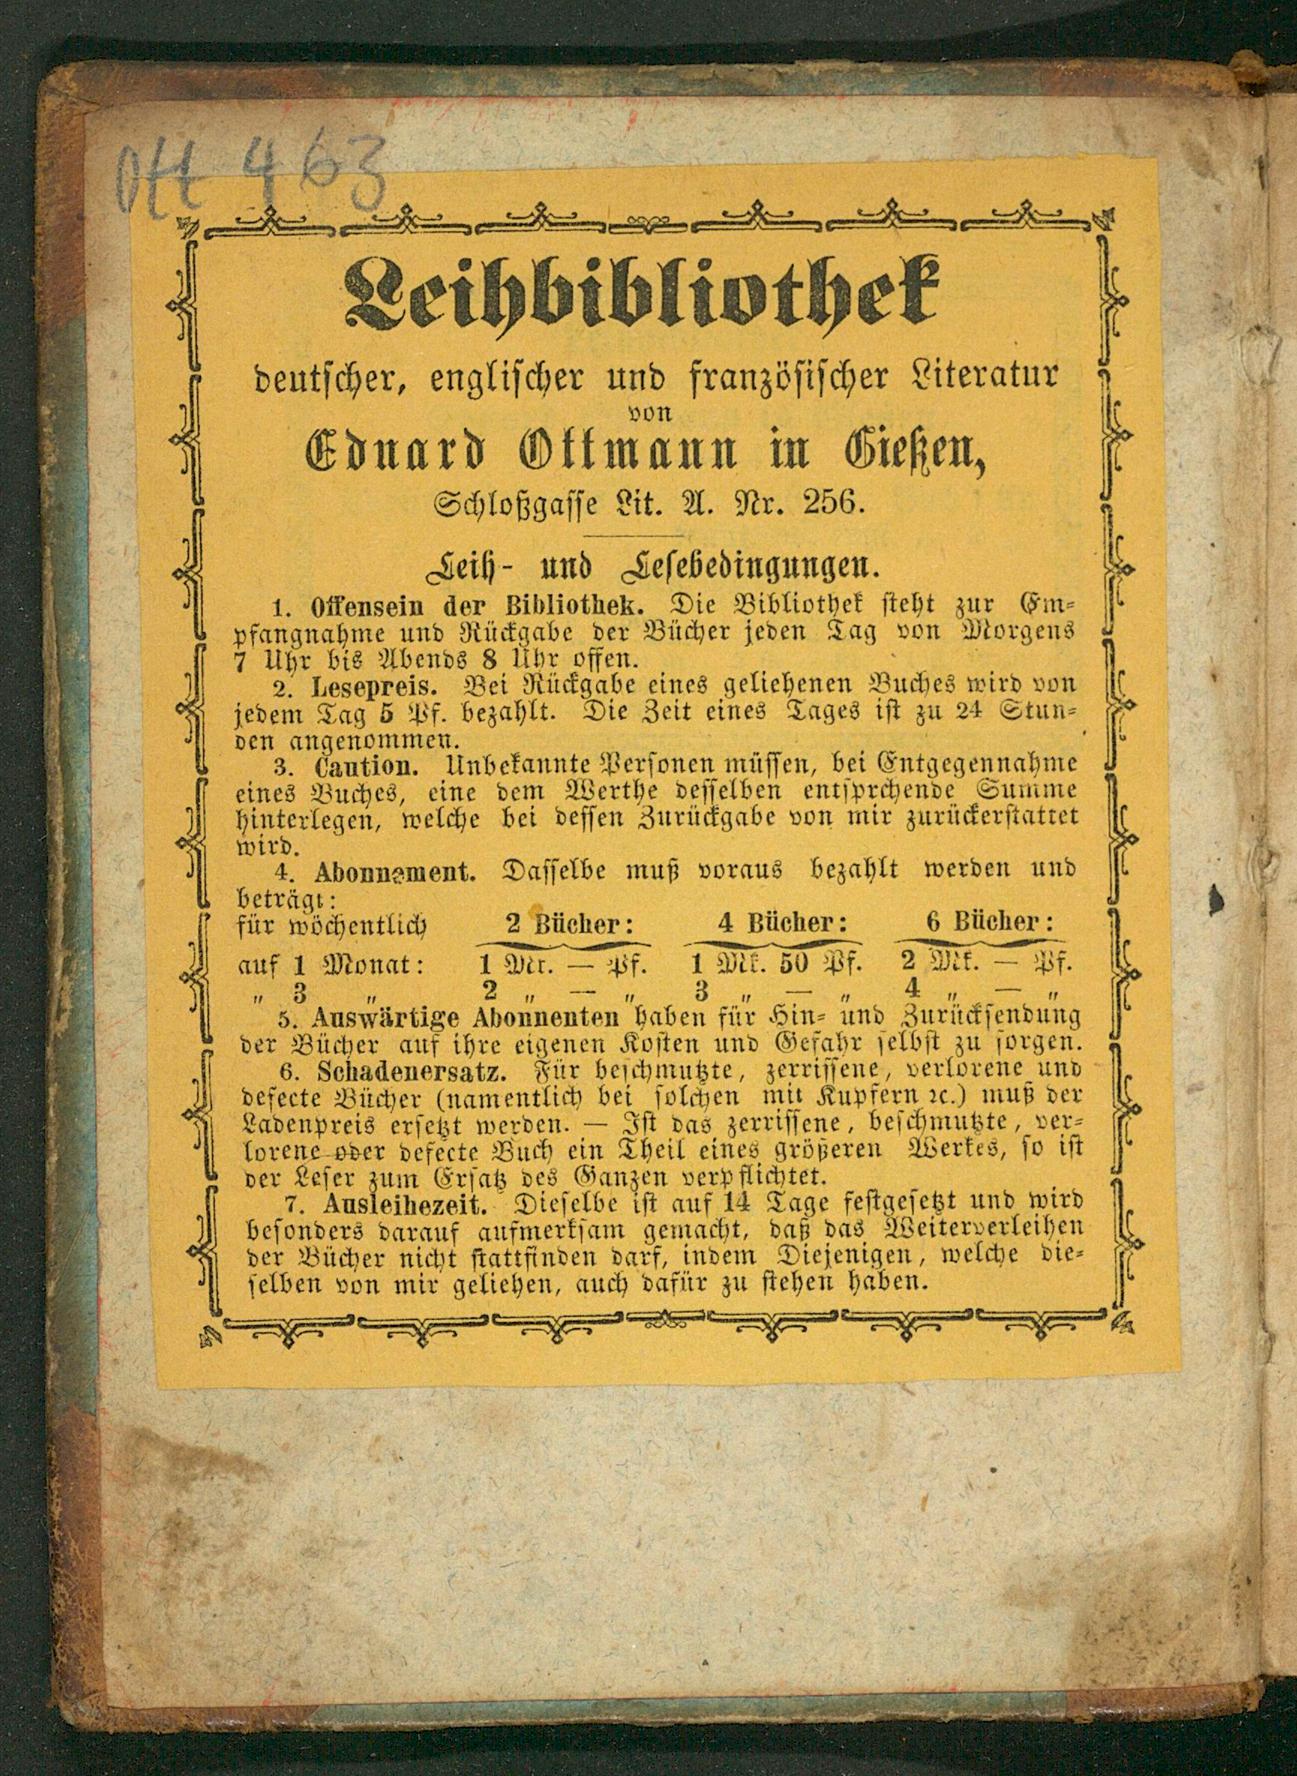 Ott 463
Leihbibliothek
deutscher, englischer und französischer Literatur
von
Eduard Ottmann in Gießen,
Schloßgasse Lit. A. Nr. 256.
Leih- und Lesebedingungen.
1. Offensein der Bibliothek. Die Bibliothek steht zur Em-
pfangnahme und Rückgabe der Bücher jeden Tag von Morgens
7 Uhr bis Abends 8 Uhr offen.
2. Lesepreis. Bei Rückgabe eines geliehenen Buches wird von
jedem Tag 5 Pf. bezahlt. Die Zeit eines Tages ist zu 24 Stun-
den angenommen.
3. Caution. Unbekannte Personen müssen, bei Entgegennahme
eines Buches, eine dem Werthe desselben entsprchende Summe
hinterlegen, welche bei dessen Zurückgabe von mir zurückerstattet
wird.
4. Abonnement. Dasselbe muß voraus bezahlt werden und
beträgt:
für wöchentlich 2 Bücher: 4 Bücher: 6 Bücher:
auf 1 Monat: 1 Mk. — Pf. 1 Mk. 50 Pf. 2 Mk. — Pf.
„ 3 „ 2 „ — „ 3 „ — „ 4 „ — „
5. Auswärtige Abonnenten haben für Hin- und Zurücksendung
der Bücher auf ihre eigenen Kosten und Gefahr selbst zu sorgen.
6. Schadenersatz. Für beschmutzte, zerrissene, verlorene und
defecte Bücher (namentlich bei solchen mit Kupfern ꝛc.) muß der
Ladenpreis ersetzt werden. — Ist das zerrissene, beschmutzte, ver-
lorene oder defecte Buch ein Theil eines größeren Werkes, so ist
der Leser zum Ersatz des Ganzen verpflichtet.
7. Ausleihezeit. Dieselbe ist auf 14 Tage festgesetzt und wird
besonders darauf aufmerksam gemacht, daß das Weiterverleihen
der Bücher nicht stattfinden darf, indem Diejenigen, welche die-
selben von mir geliehen, auch dafür zu stehen haben.